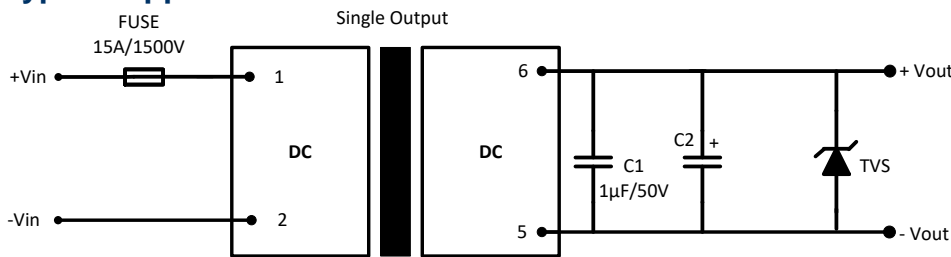 Single Output
FUSE
15A/1500V
+Vin
1
DC
2
-Vin
6
DC
5
C1
1µF/50V
C2
+
TVS
+ Vout
- Vout